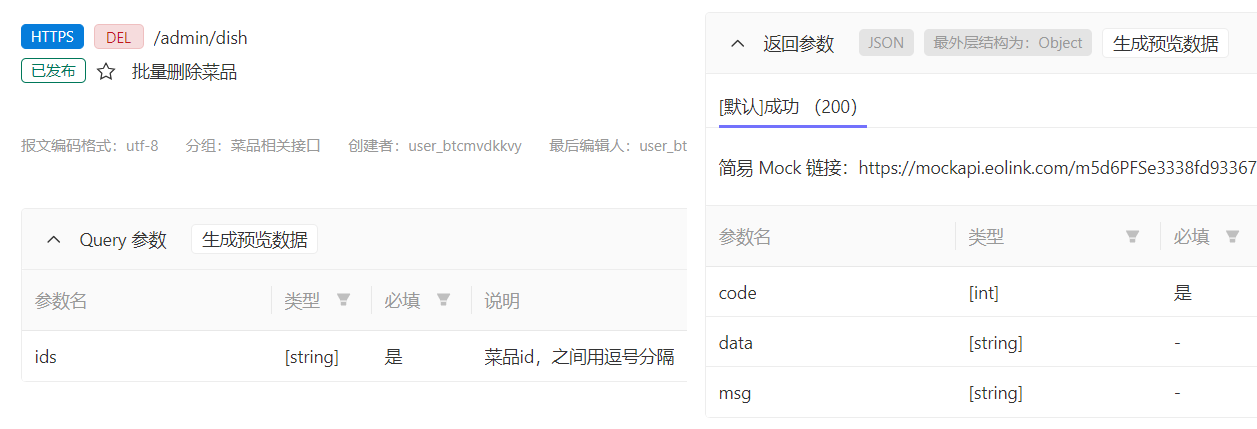 HTTPS DEL /admin/dish
已发布 批量删除菜品
报文编码格式：utf-8 分组：菜品相关接口 创建者：user_btcmvdkkvy 最后编辑人：user_bt
Query 参数 生成预览数据
参数名 类型 必填 说明
ids [string] 是 菜品id，之间用逗号分隔
返回参数 JSON 最外层结构为：Object 生成预览数据
[默认]成功 （200）
简易 Mock 链接：https://mockapi.eolink.com/m5d6PFSe3338fd93367
参数名 类型 必填
code [int] 是
data [string] -
msg [string] -